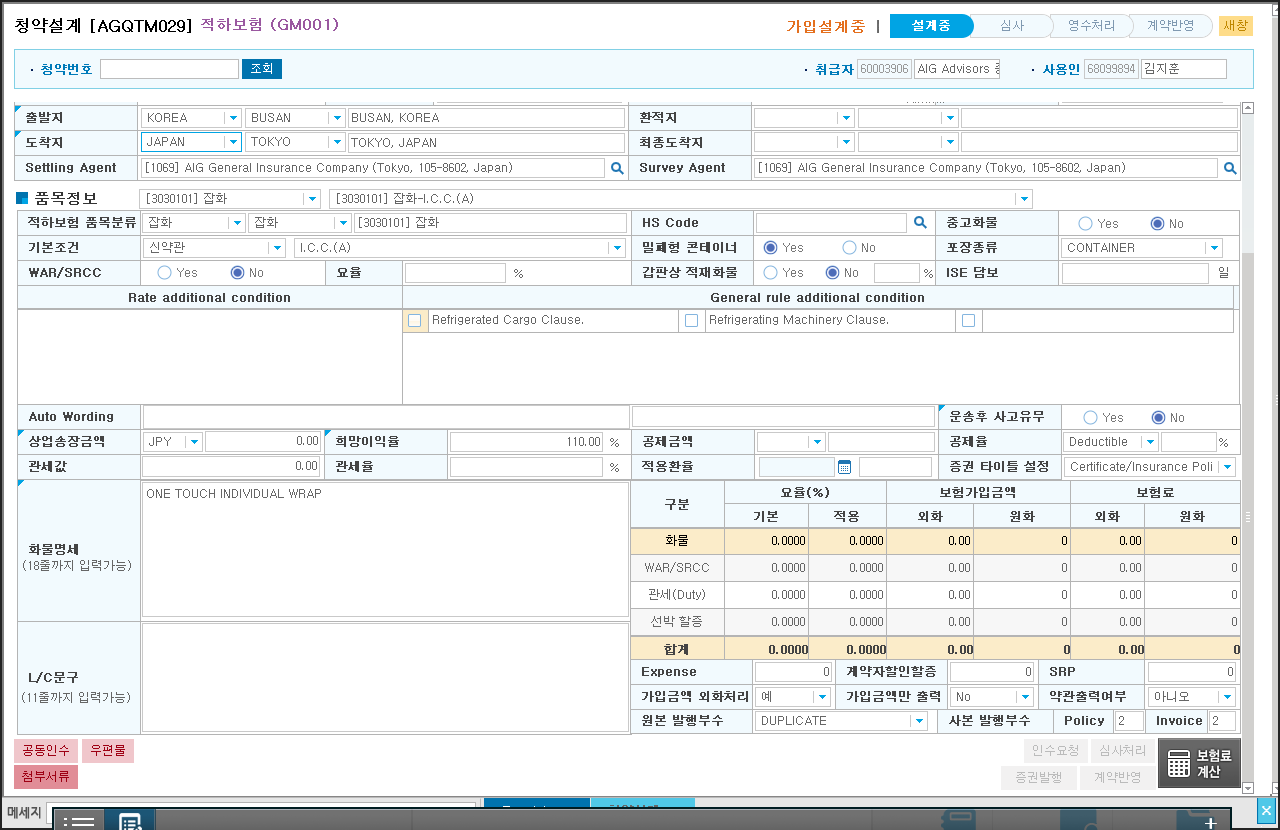 청약설계 [AGQTM029] 적하보험 (GM001) 가입설계중 | 설계중 심사 영수처리 계약반영 새창
· 청약번호 조회 · 취급자 60003906 AIG Advisors · 사용인 68099894 김지훈
출발지 KOREA BUSAN BUSAN, KOREA 환적지
도착지 JAPAN TOKYO TOKYO, JAPAN 최종도착지
Settling Agent [1069] AIG General Insurance Company (Tokyo, 105-8602, Japan) Survey Agent [1069] AIG General Insurance Company (Tokyo, 105-8602, Japan)
품목정보 [3030101] 잡화 [3030101] 잡화-I.C.C.(A)
적하보험 품목분류 잡화 잡화 [3030101] 잡화 HS Code 중고화물 Yes No
기본조건 신약관 I.C.C.(A) 밀폐형 콘테이너 Yes No 포장종류 CONTAINER
WAR/SRCC Yes No 요율 % 갑판상 적재화물 Yes No % ISE 담보 일
Rate additional condition General rule additional condition
Refrigerated Cargo Clause. Refrigerating Machinery Clause.
Auto Wording 운송후 사고유무 Yes No
상업송장금액 JPY 0.00 희망이익율 110.00 % 공제금액 공제율 Deductible %
관세값 0.00 관세율 % 적용환율 증권 타이틀 설정 Certificate/Insurance Poli
화물명세
(18줄까지 입력가능)
ONE TOUCH INDIVIDUAL WRAP
구분 요율(%) 보험가입금액 보험료
기본 적용 외화 원화 외화 원화
화물 0.0000 0.0000 0.00 0 0.00 0
WAR/SRCC 0.0000 0.0000 0.00 0 0.00 0
관세(Duty) 0.0000 0.0000 0.00 0 0.00 0
선박 할증 0.0000 0.0000 0.00 0 0.00 0
합계 0.0000 0.0000 0.00 0 0.00 0
L/C문구
(11줄까지 입력가능)
Expense 0 계약자할인할증 0 SRP 0
가입금액 외화처리 예 가입금액만 출력 No 약관출력여부 아니오
원본 발행부수 DUPLICATE 사본 발행부수 Policy 2 Invoice 2
공동인수 우편물 인수요청 심사처리 보험료
첨부서류 증권발행 계약반영 계산
메세지